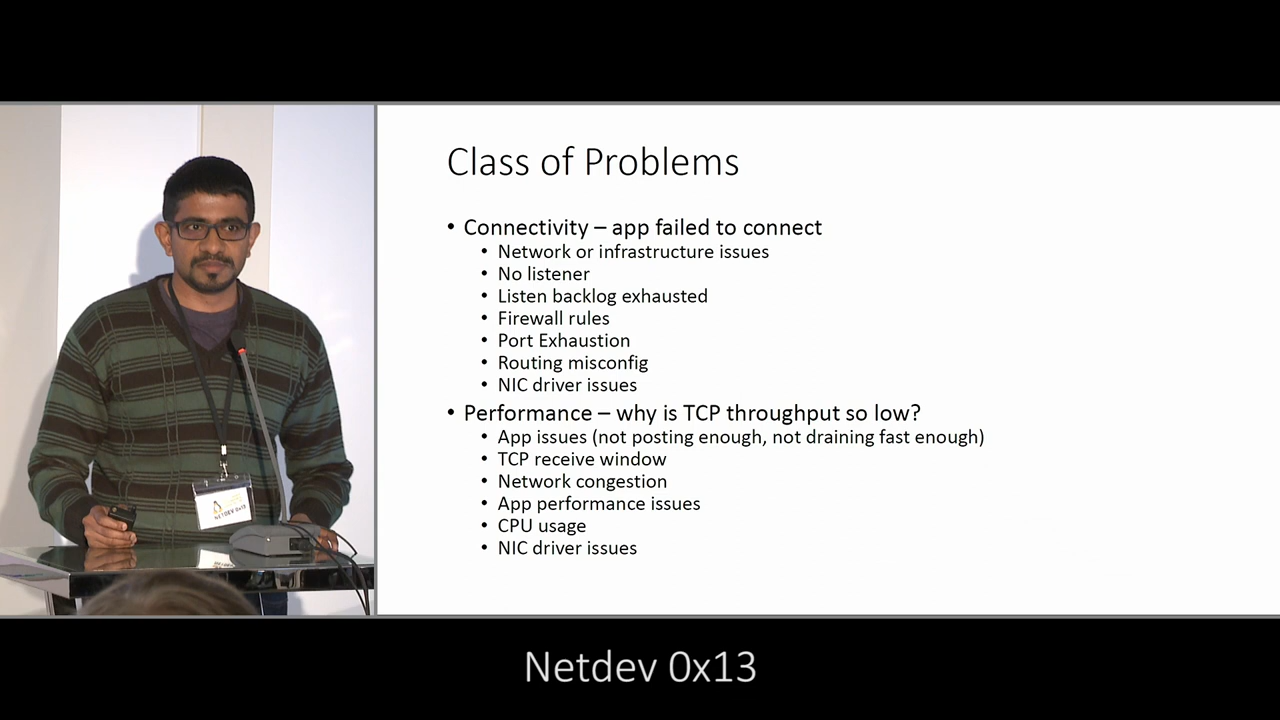 Class of Problems
• Connectivity – app failed to connect
• Network or infrastructure issues
• No listener
• Listen backlog exhausted
• Firewall rules
• Port Exhaustion
• Routing misconfig
• NIC driver issues
• Performance – why is TCP throughput so low?
• App issues (not posting enough, not draining fast enough)
• TCP receive window
• Network congestion
• App performance issues
• CPU usage
• NIC driver issues
NETDEV 0x13
Netdev 0x13